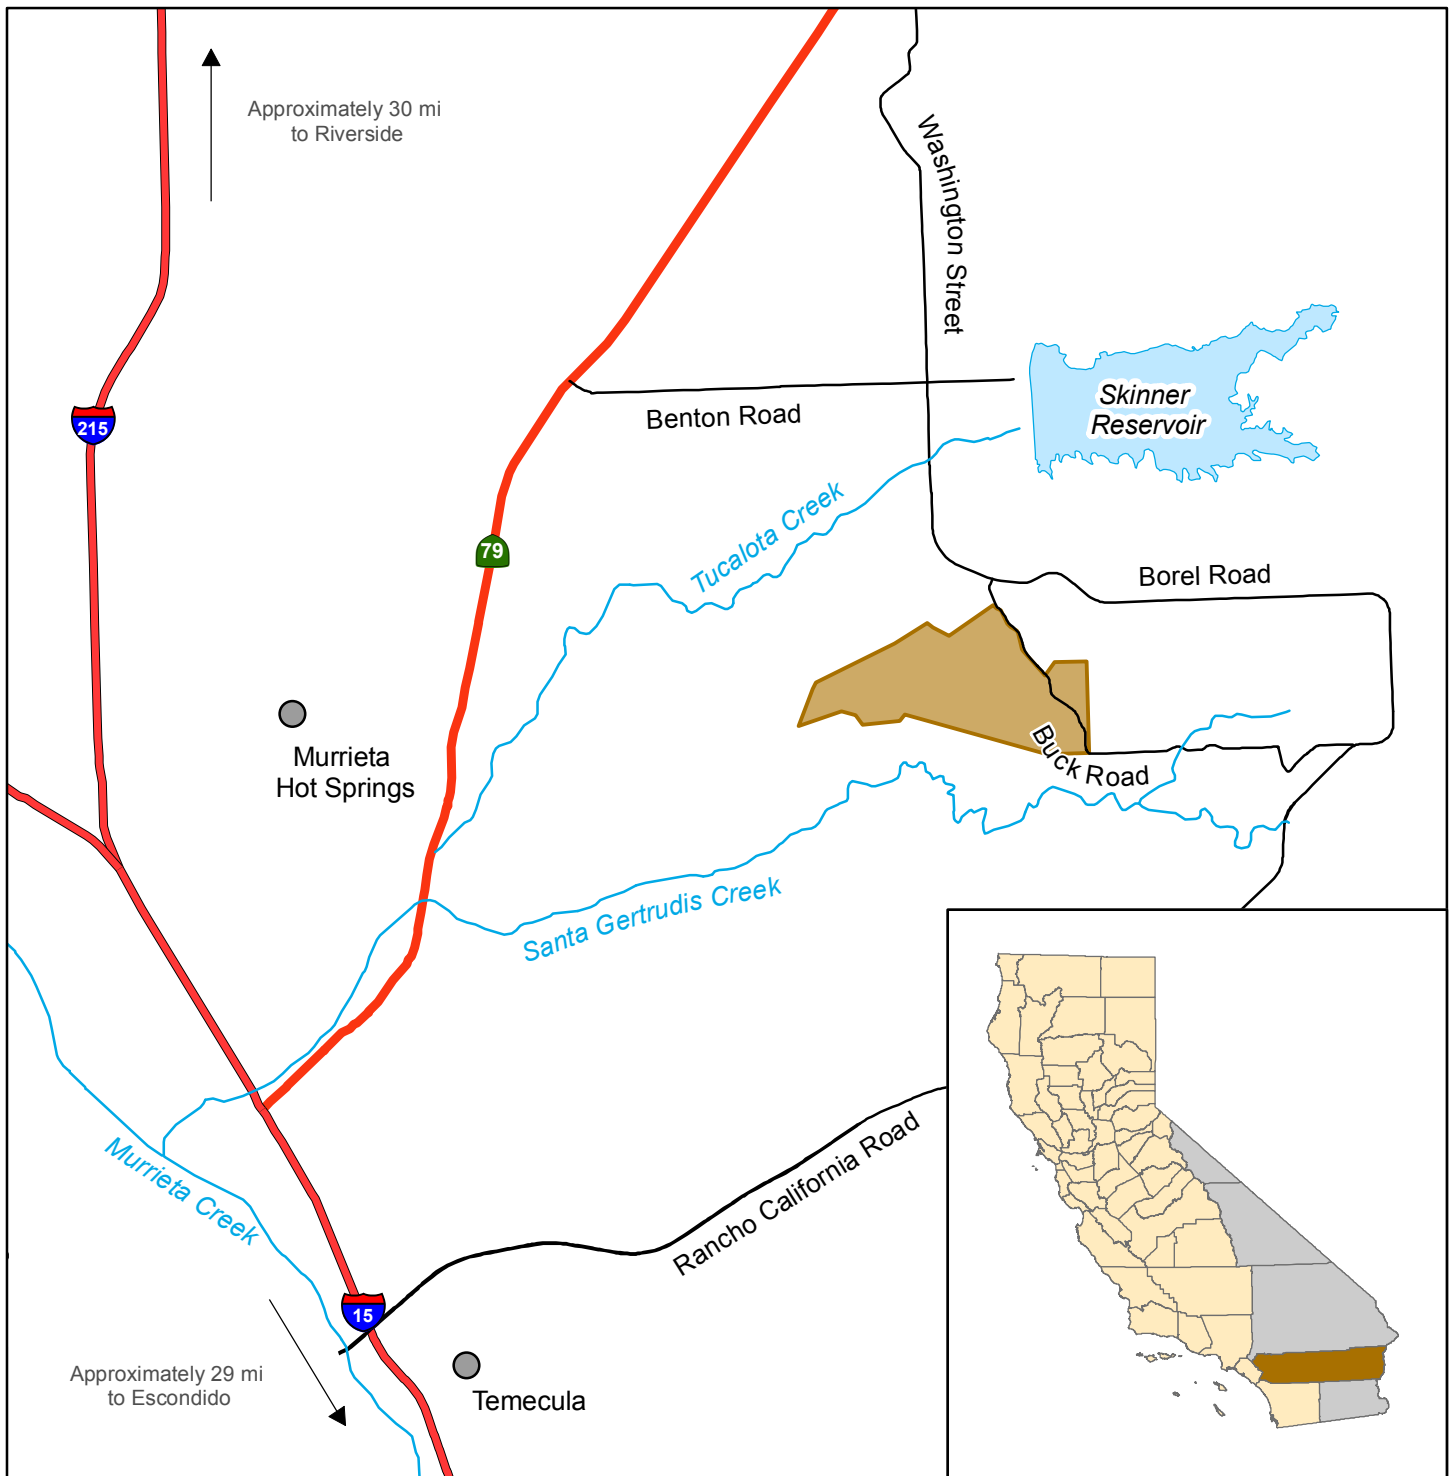 Approximately 30 mi
to Riverside
Washington Street
215
Skinner
Reservoir
Benton Road
Tucalota Creek
79
Borel Road
Murrieta
Hot Springs
Buck Road
Santa Gertrudis Creek
Murrieta Creek
Rancho California Road
15
Approximately 29 mi
to Escondido
Temecula